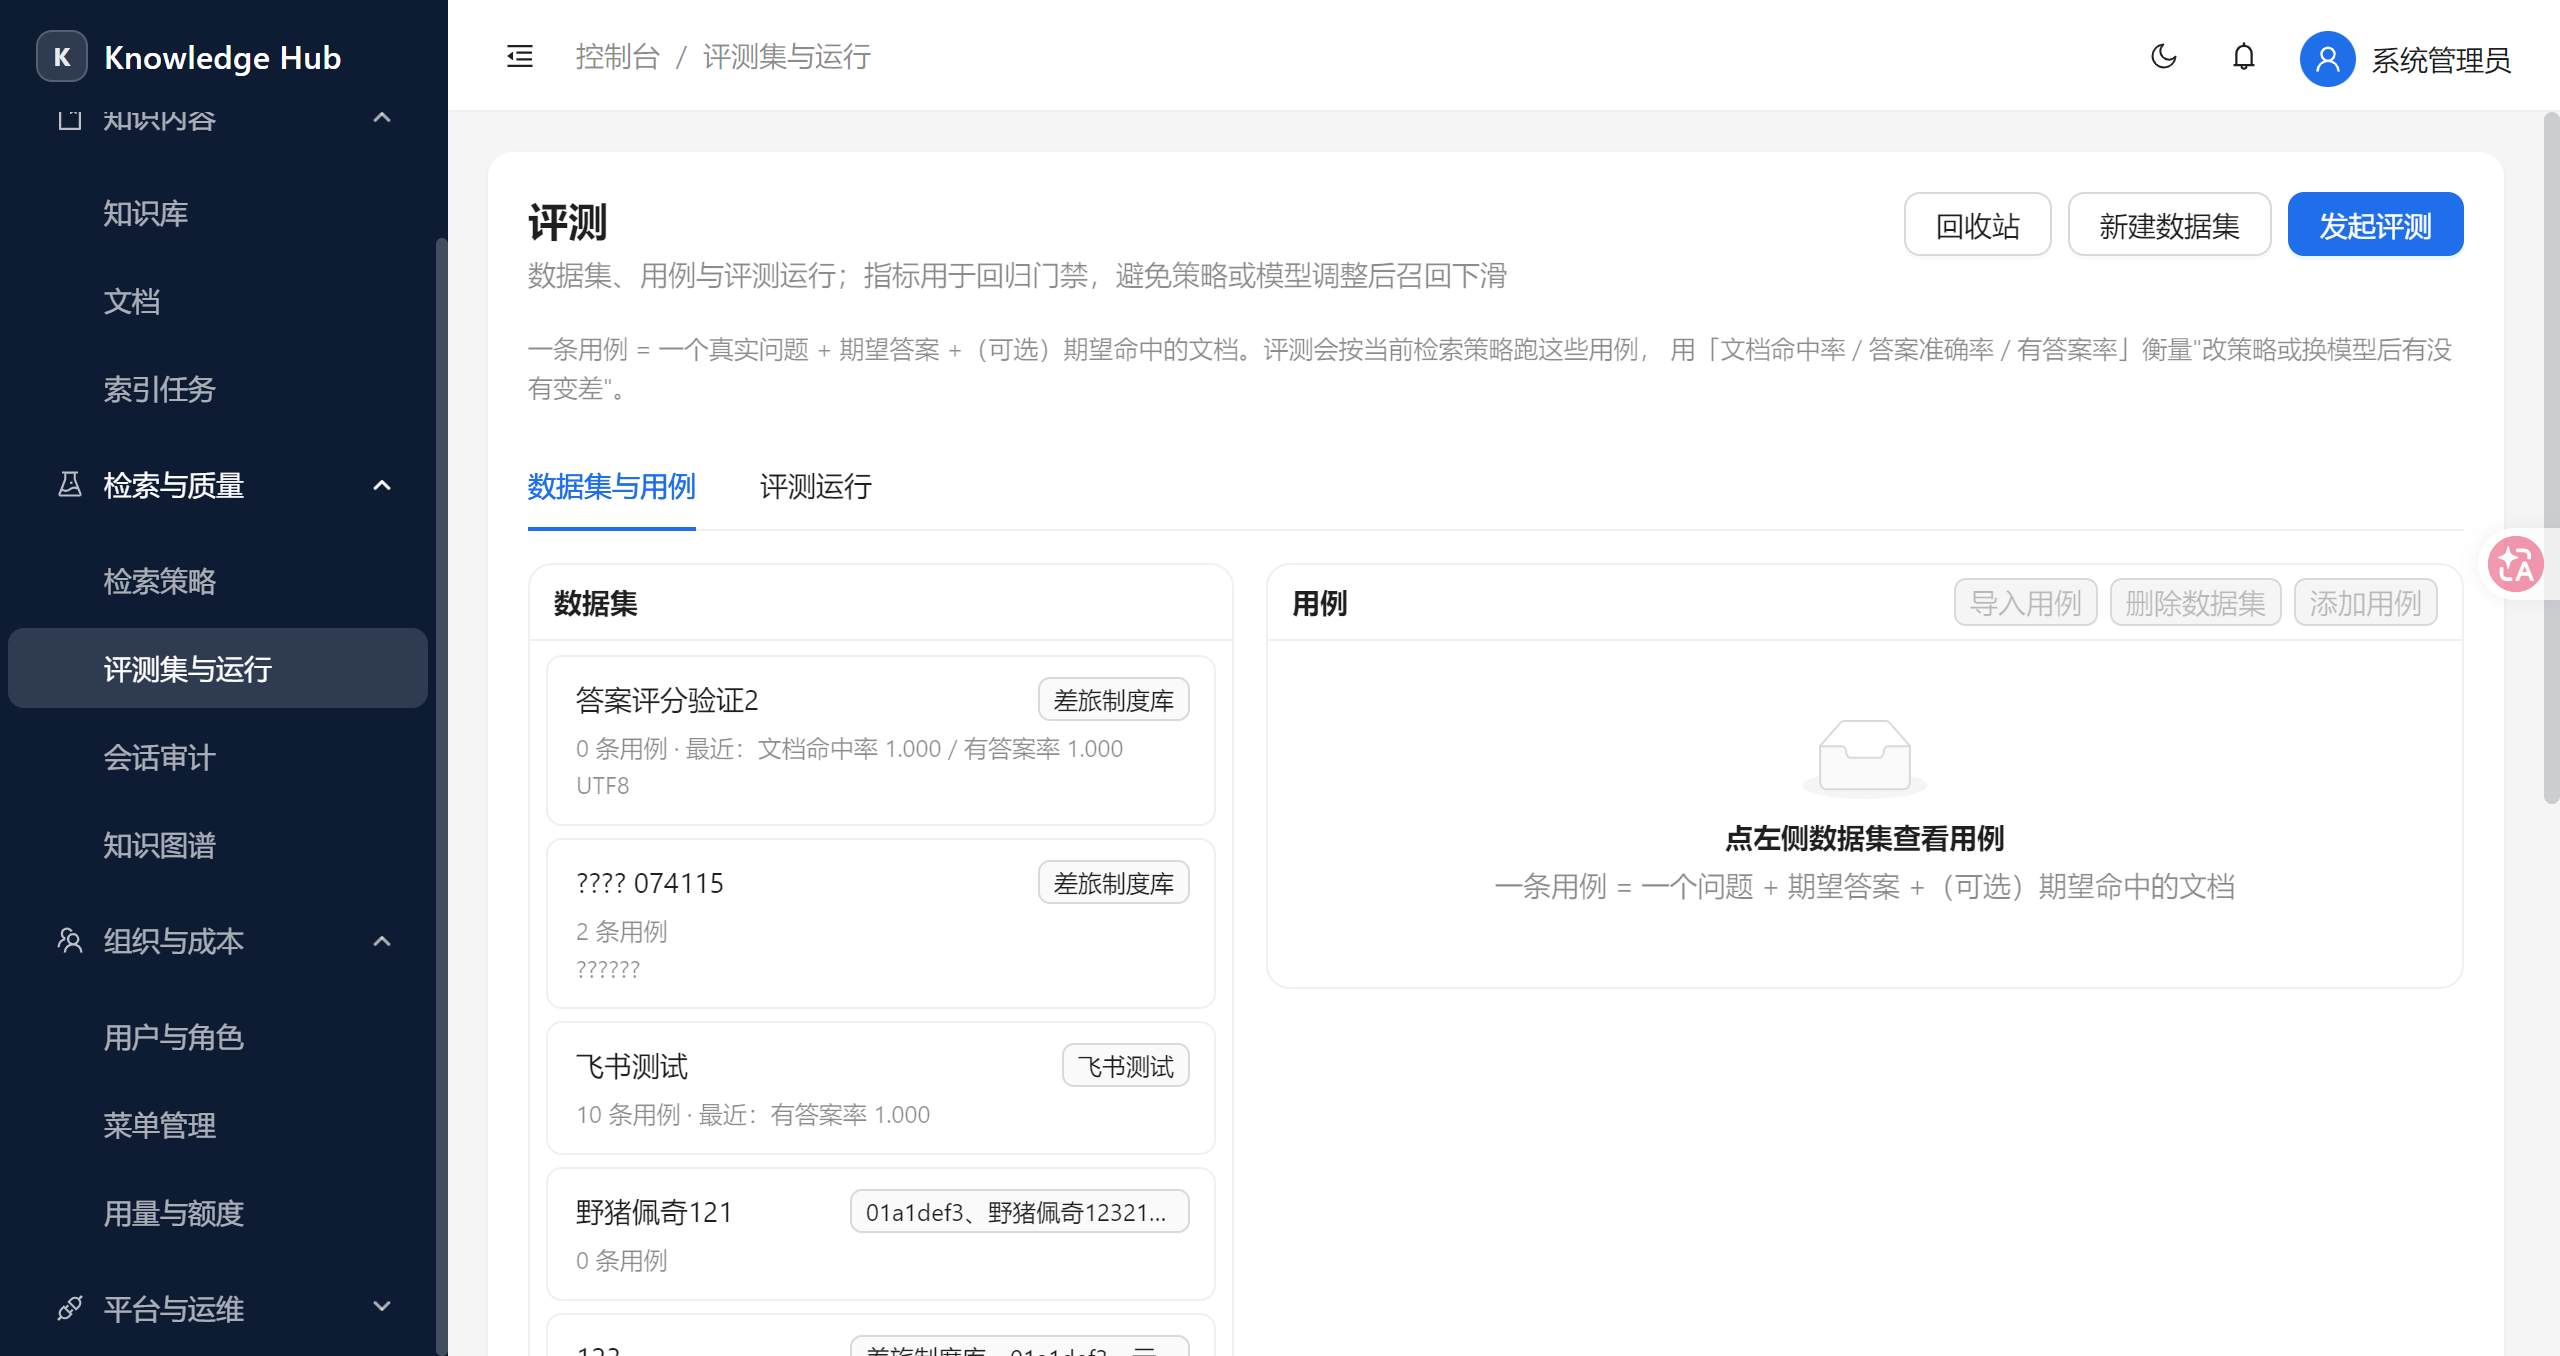 K Knowledge Hub
知识内容
知识库
文档
索引任务
检索与质量
检索策略
评测集与运行
会话审计
知识图谱
组织与成本
用户与角色
菜单管理
用量与额度
平台与运维
控制台 / 评测集与运行
系统管理员
评测
回收站
新建数据集
发起评测
数据集、用例与评测运行；指标用于回归门禁，避免策略或模型调整后召回下滑
一条用例 = 一个真实问题 + 期望答案 +（可选）期望命中的文档。评测会按当前检索策略跑这些用例， 用「文档命中率 / 答案准确率 / 有答案率」衡量"改策略或换模型后有没
有变差"。
数据集与用例
评测运行
数据集
答案评分验证2
差旅制度库
0 条用例 · 最近：文档命中率 1.000 / 有答案率 1.000
UTF8
???? 074115
差旅制度库
2 条用例
??????
飞书测试
飞书测试
10 条用例 · 最近：有答案率 1.000
野猪佩奇121
01a1def3、野猪佩奇12321...
0 条用例
用例
导入用例
删除数据集
添加用例
点左侧数据集查看用例
一条用例 = 一个问题 + 期望答案 +（可选）期望命中的文档